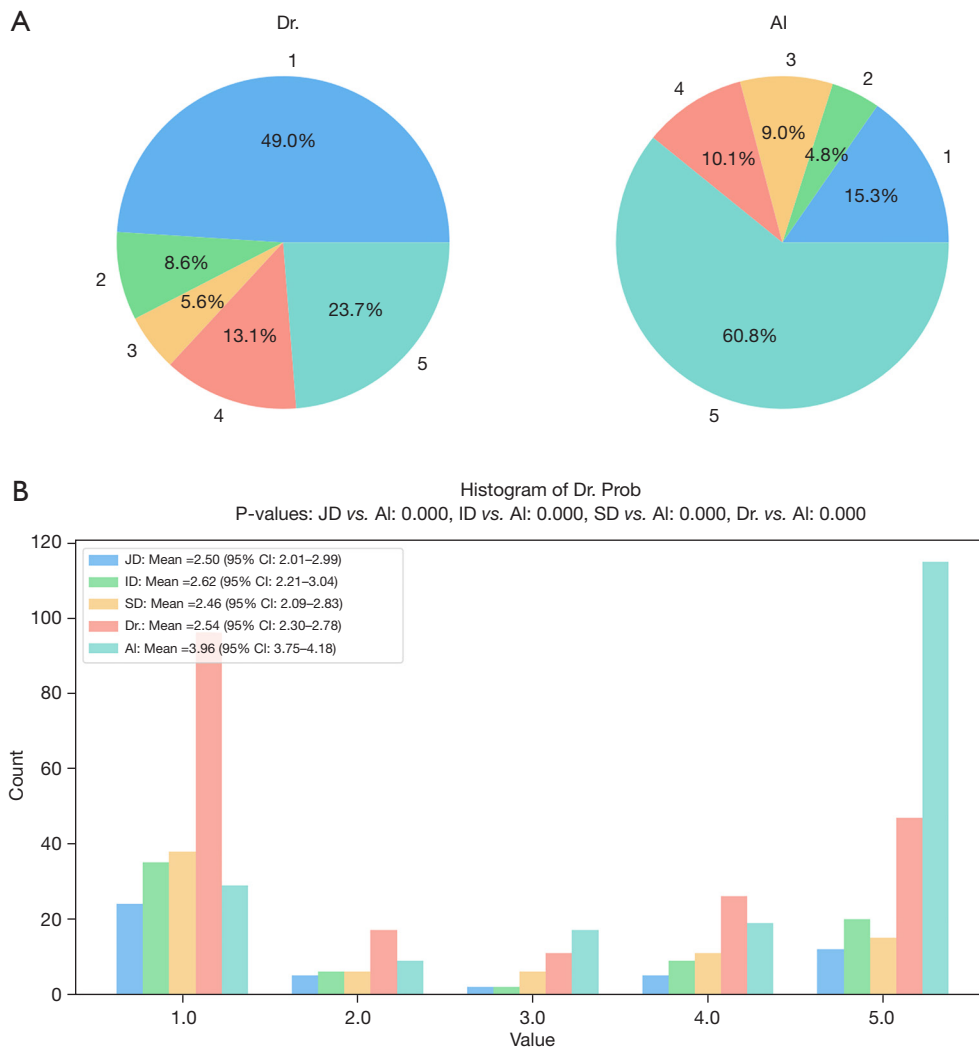 A
Dr.
AI
1
49.0%
2
8.6%
3
5.6%
4
13.1%
5
23.7%
3
9.0%
2
4.8%
4
10.1%
1
15.3%
5
60.8%
B
Histogram of Dr. Prob
P-values: JD vs. AI: 0.000, ID vs. AI: 0.000, SD vs. AI: 0.000, Dr. vs. AI: 0.000
JD: Mean =2.50 (95% CI: 2.01–2.99)
ID: Mean =2.62 (95% CI: 2.21–3.04)
SD: Mean =2.46 (95% CI: 2.09–2.83)
Dr.: Mean =2.54 (95% CI: 2.30–2.78)
AI: Mean =3.96 (95% CI: 3.75–4.18)
Count
120
100
80
60
40
20
0
1.0 2.0 3.0 4.0 5.0
Value